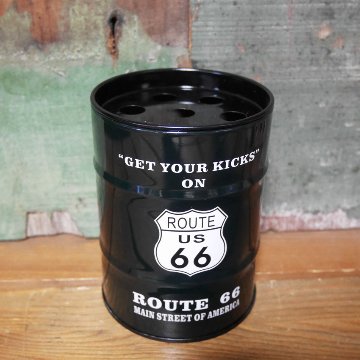 "GET YOUR KICKS"
ON
ROUTE
US
66
ROUTE 66
MAIN STREET OF AMERICA